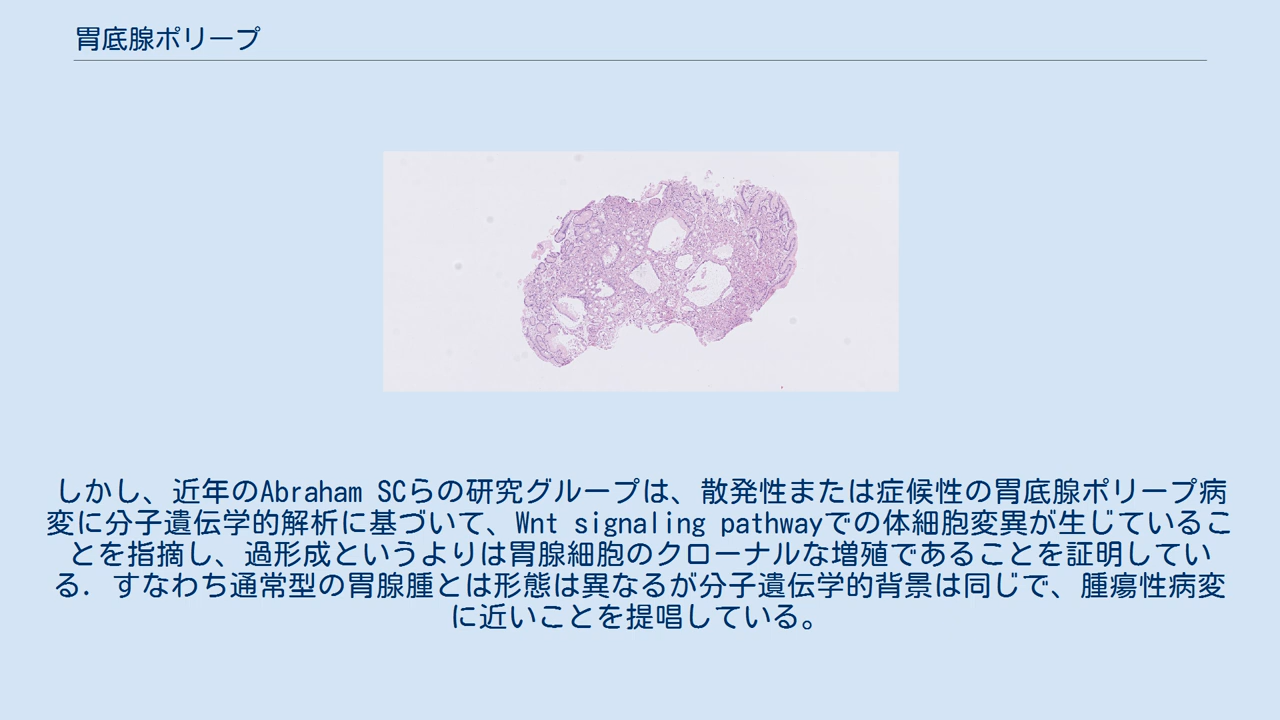 胃底腺ポリープ
しかし、近年のAbraham SCらの研究グループは、散発性または症候性の胃底腺ポリープ病
変に分子遺伝学的解析に基づいて、Wnt signaling pathwayでの体細胞変異が生じているこ
とを指摘し、過形成というよりは胃腺細胞のクローナルな増殖であることを証明してい
る．すなわち通常型の胃腺腫とは形態は異なるが分子遺伝学的背景は同じで、腫瘍性病変
に近いことを提唱している。